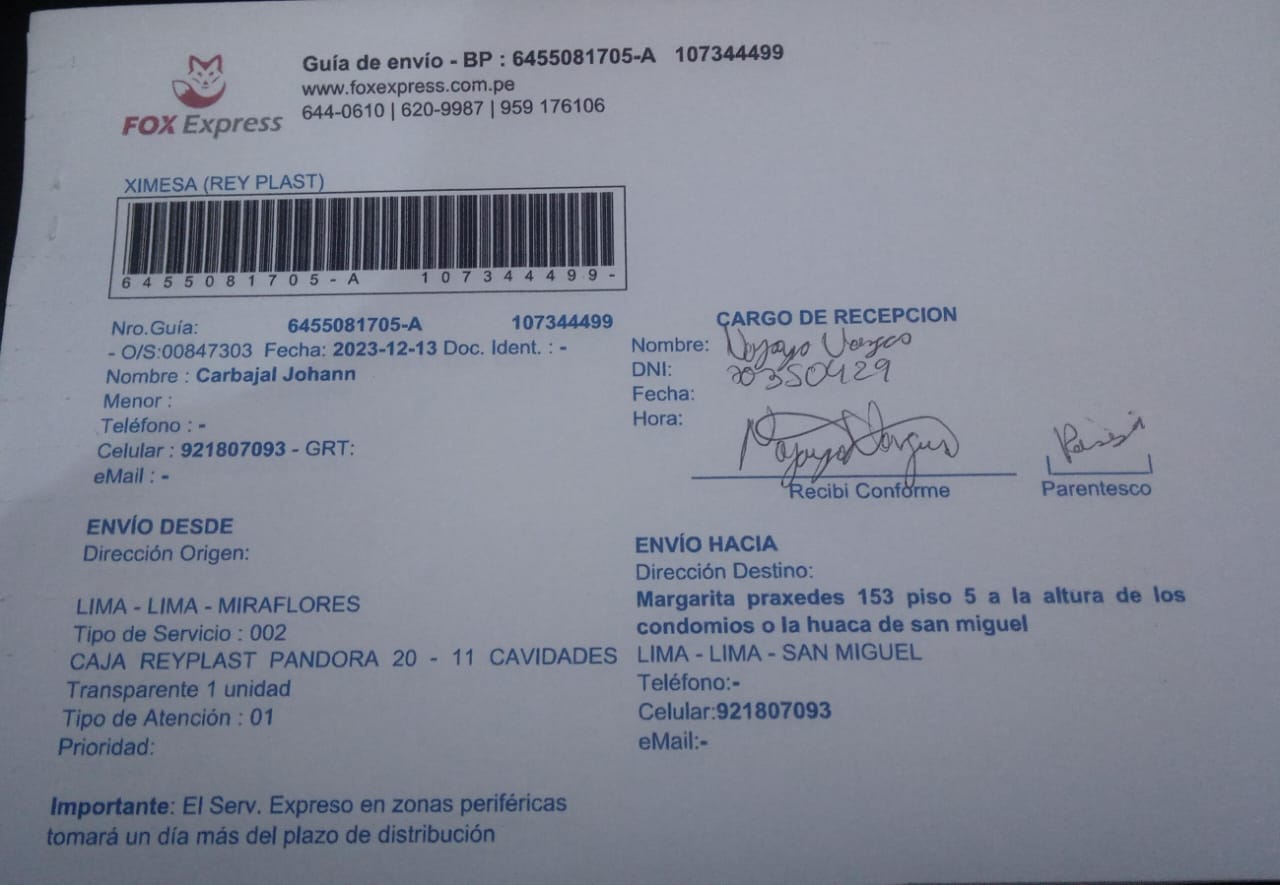 FOX Express
Guía de envío - BP : 6455081705-A 107344499
www.foxexpress.com.pe
644-0610 | 620-9987 | 959 176106
XIMESA (REY PLAST)
6455081705-A 107344499-
Nro.Guía: 6455081705-A 107344499
- O/S:00847303 Fecha: 2023-12-13 Doc. Ident. : -
Nombre : Carbajal Johann
Menor :
Teléfono : -
Celular : 921807093 - GRT:
eMail : -
CARGO DE RECEPCION
Nombre: Vargas
DNI: 20350429
Fecha:
Hora:
Recibi Conforme
Parentesco
ENVÍO DESDE
Dirección Origen:
LIMA - LIMA - MIRAFLORES
Tipo de Servicio : 002
CAJA REYPLAST PANDORA 20 - 11 CAVIDADES
Transparente 1 unidad
Tipo de Atención : 01
Prioridad:
ENVÍO HACIA
Dirección Destino:
Margarita praxedes 153 piso 5 a la altura de los
condomios o la huaca de san miguel
LIMA - LIMA - SAN MIGUEL
Teléfono:-
Celular:921807093
eMail:-
Importante: El Serv. Expreso en zonas periféricas
tomará un día más del plazo de distribución